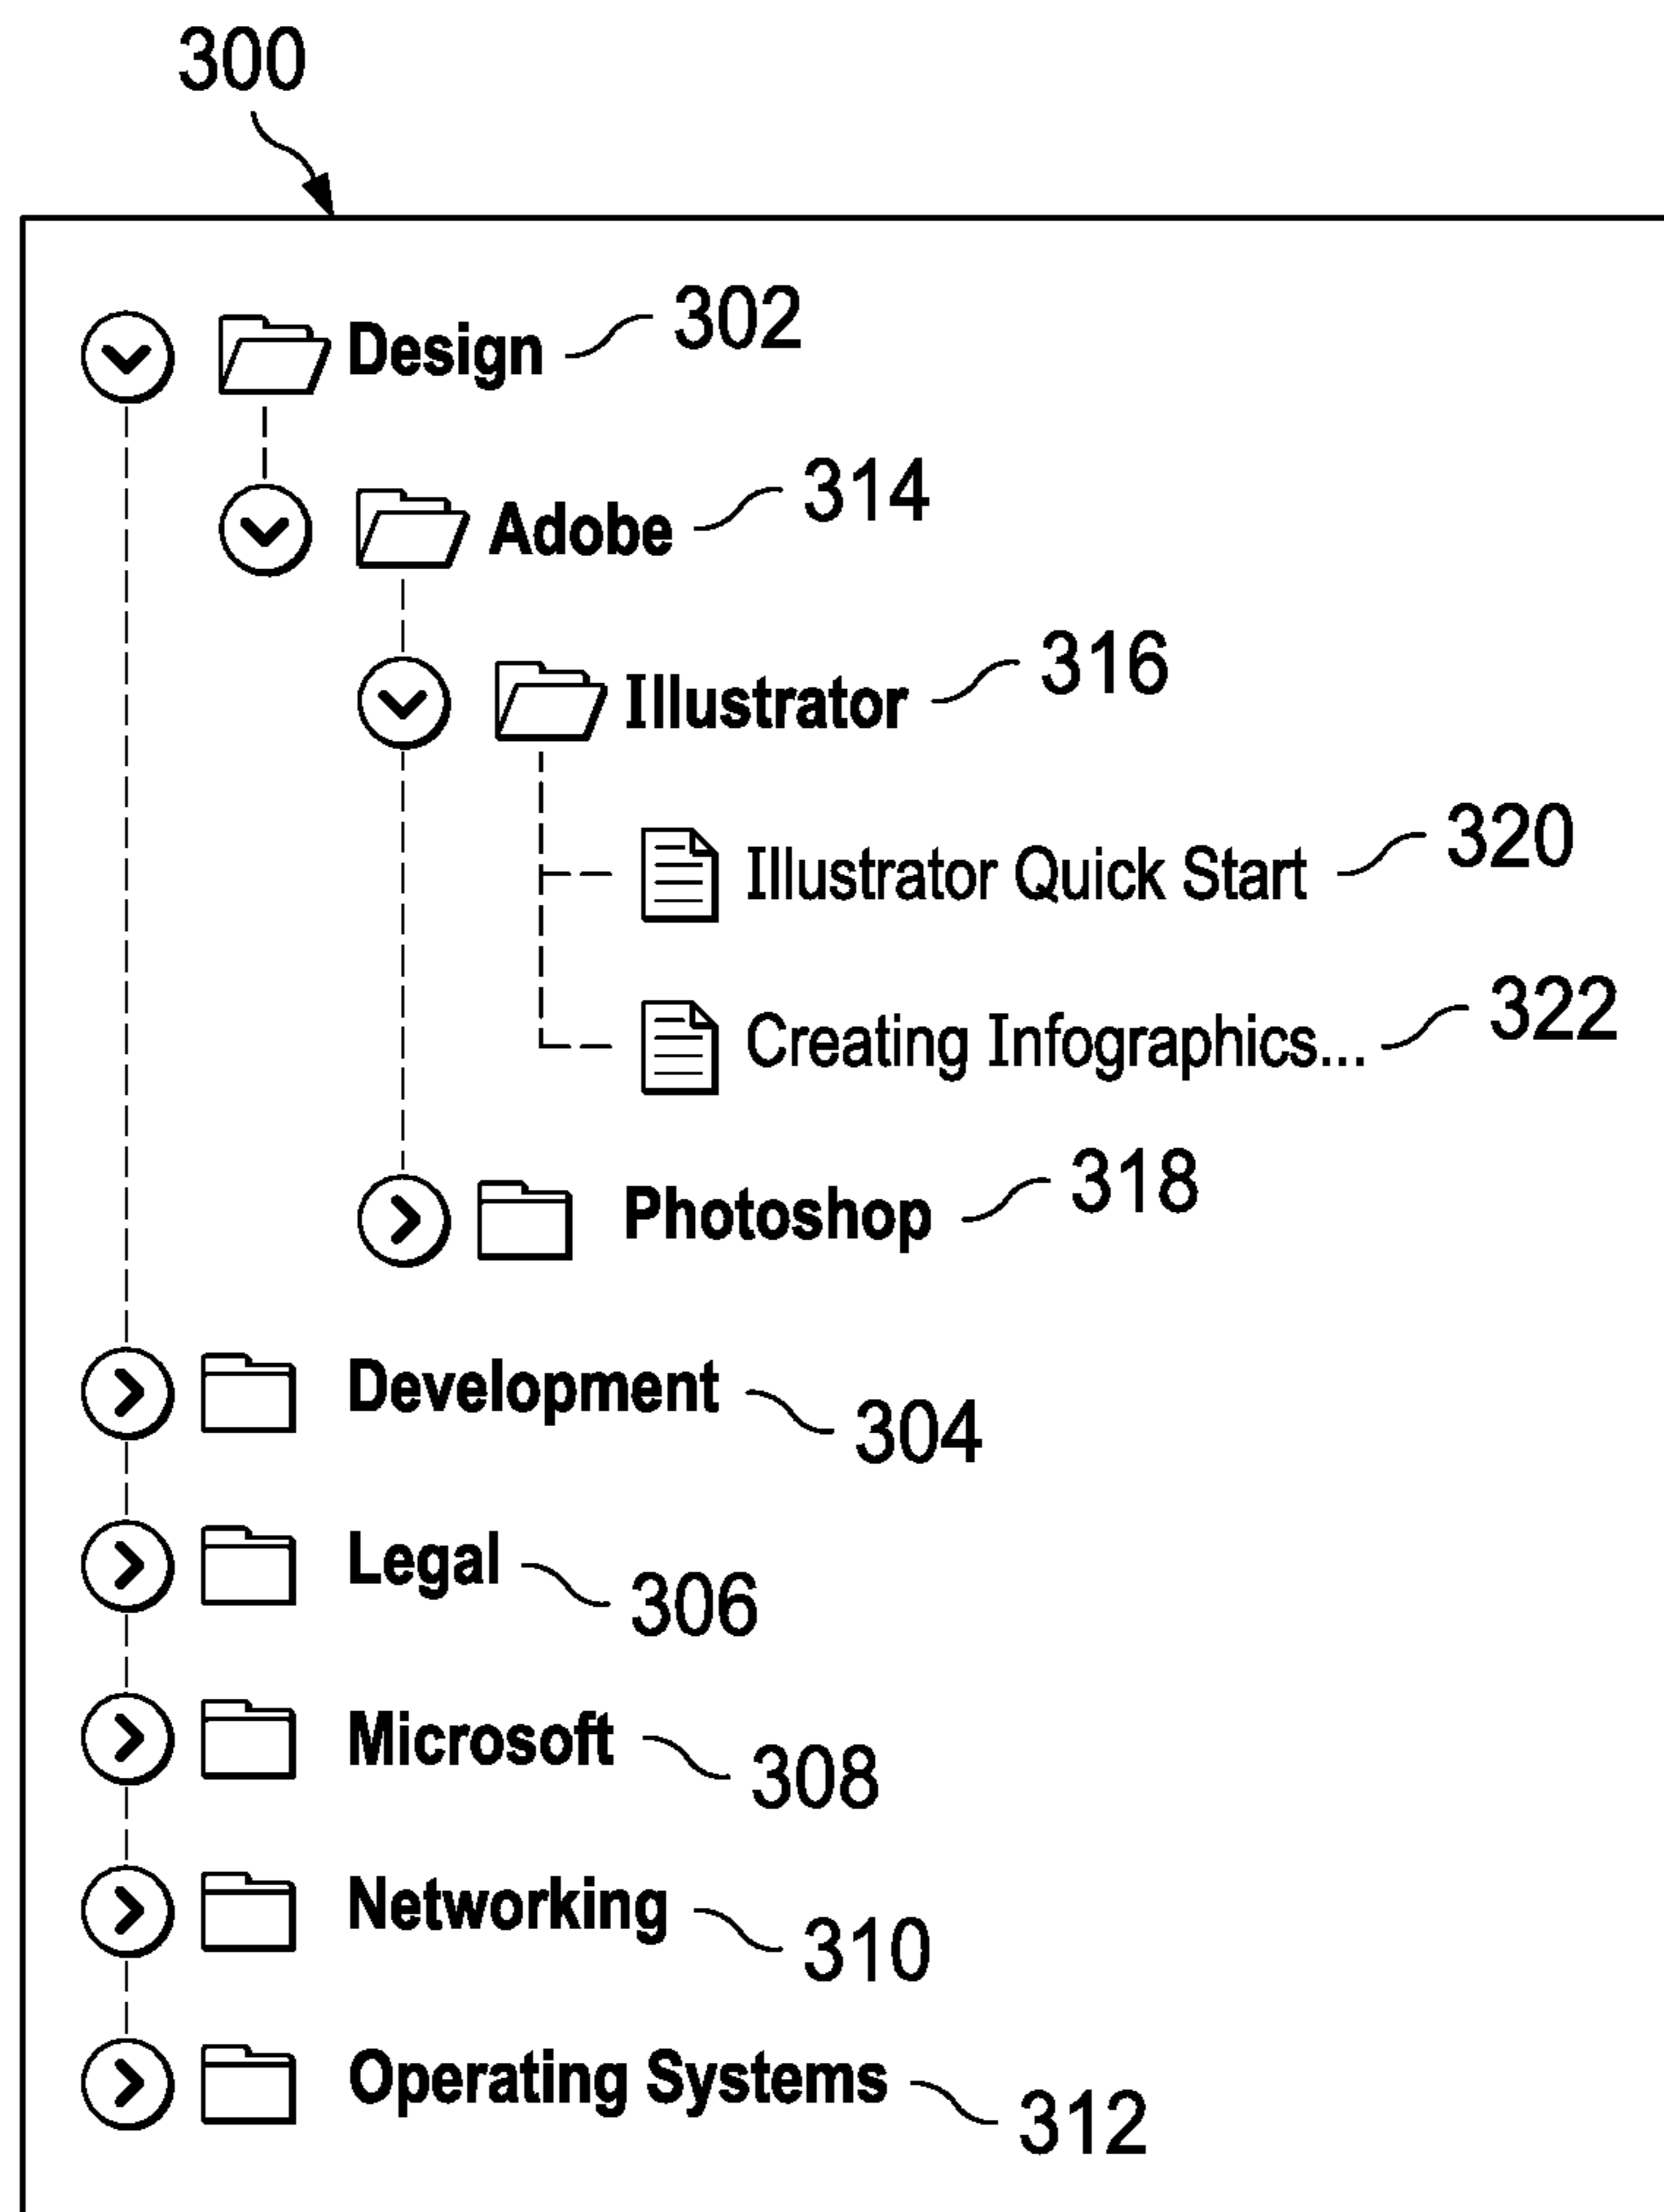 300
Design 302
Adobe 314
Illustrator 316
Illustrator Quick Start 320
Creating Infographics... 322
Photoshop 318
Development 304
Legal 306
Microsoft 308
Networking 310
Operating Systems 312